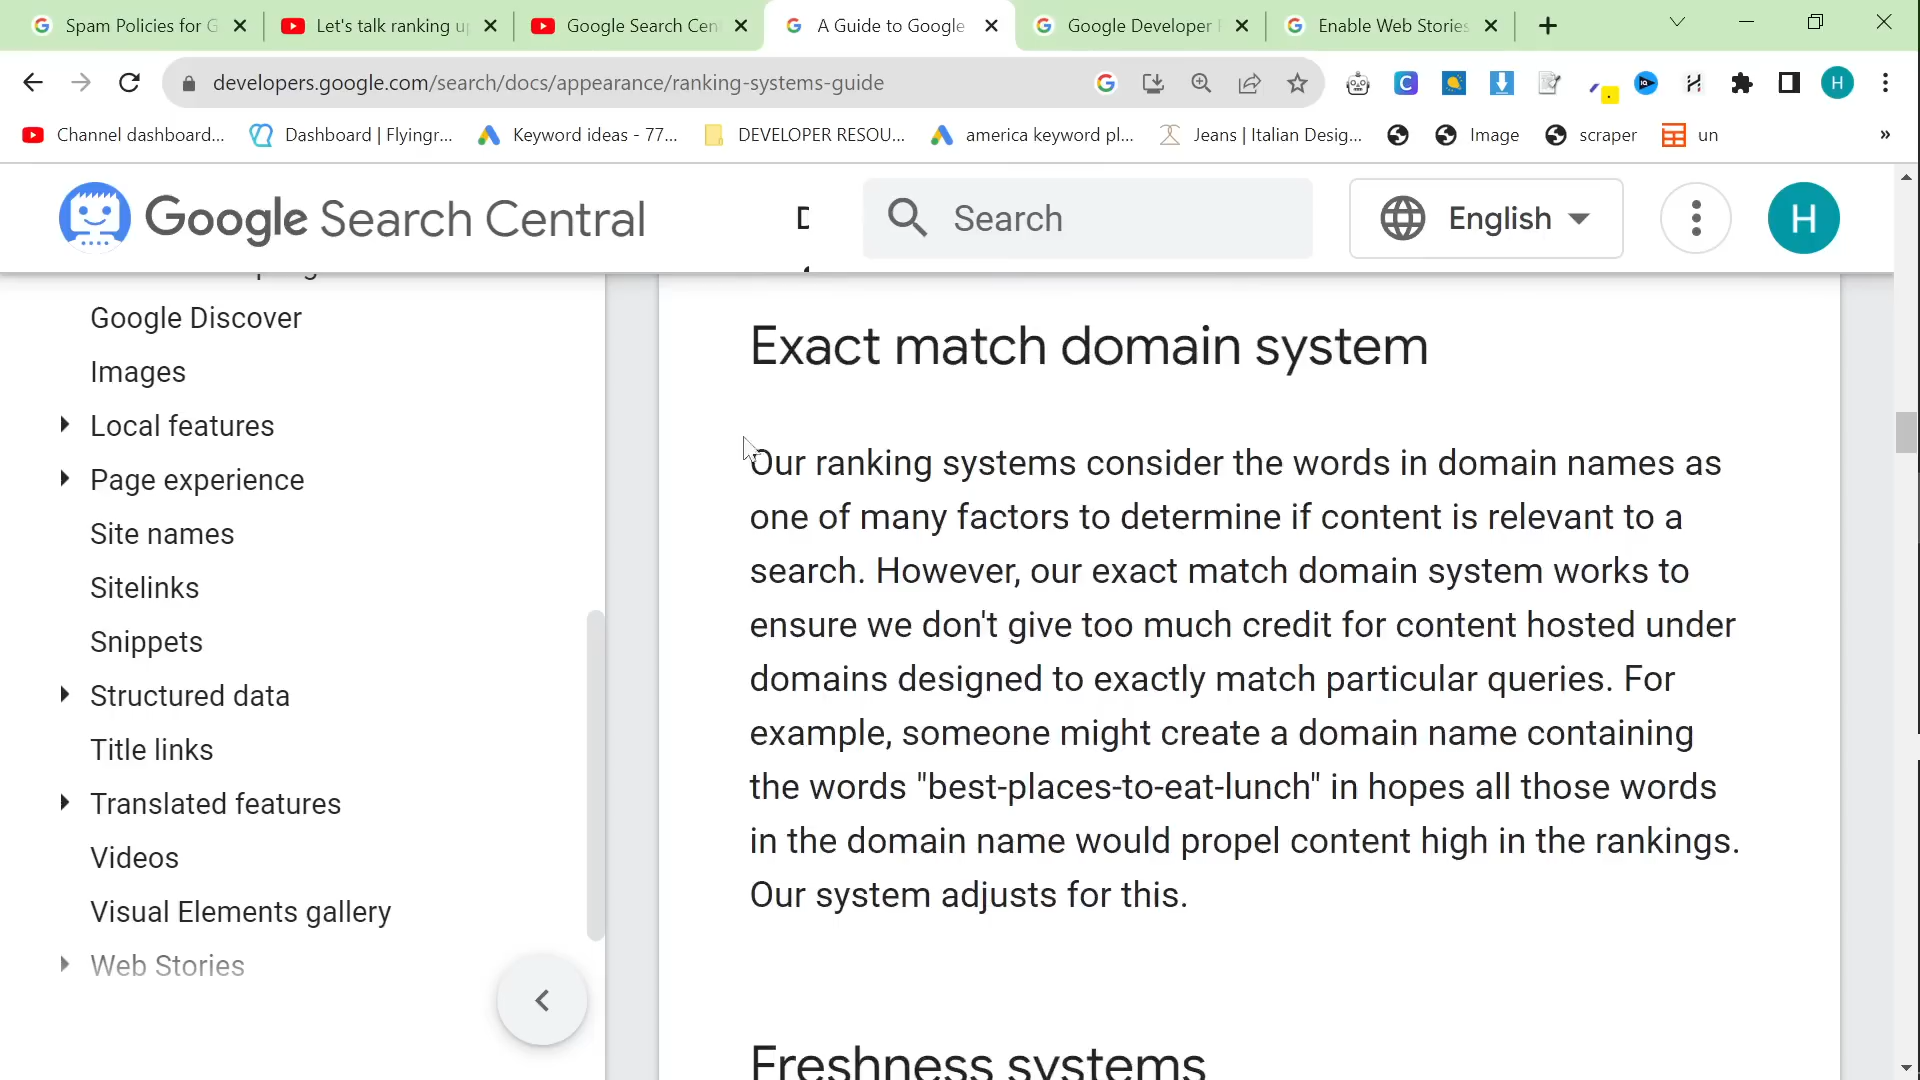 Spam Policies for G
Let's talk ranking up
Google Search Cen
A Guide to Google
Google Developer
Enable Web Stories
developers.google.com/search/docs/appearance/ranking-systems-guide
H
Channel dashboard...
Dashboard | Flyingr...
Keyword ideas - 77...
DEVELOPER RESOU...
america keyword pl...
Jeans | Italian Desig...
Image
scraper
un
»
Google Search Central
Search
English
H
Google Discover
Images
Local features
Page experience
Site names
Sitelinks
Snippets
Structured data
Title links
Translated features
Videos
Visual Elements gallery
Web Stories
Exact match domain system
Our ranking systems consider the words in domain names as
one of many factors to determine if content is relevant to a
search. However, our exact match domain system works to
ensure we don't give too much credit for content hosted under
domains designed to exactly match particular queries. For
example, someone might create a domain name containing
the words "best-places-to-eat-lunch" in hopes all those words
in the domain name would propel content high in the rankings.
Our system adjusts for this.
Freshness systems